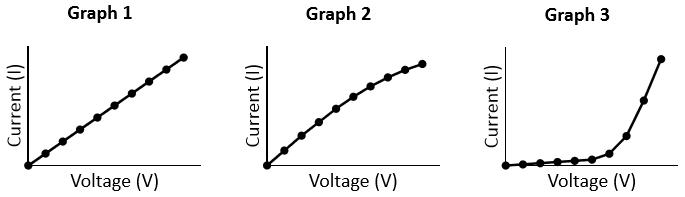 Graph 1
Current (I)
Voltage (V)
Graph 2
Current (I)
Voltage (V)
Graph 3
Current (I)
Voltage (V)